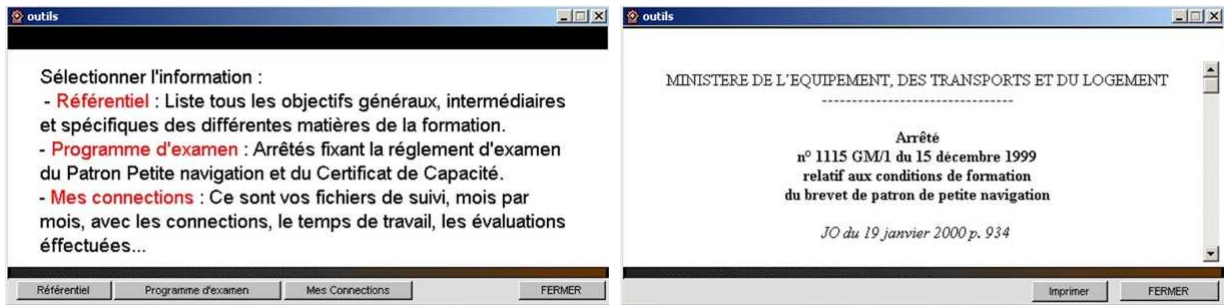 outils
Sélectionner l'information :
- Référentiel : Liste tous les objectifs généraux, intermédiaires
et spécifiques des différentes matières de la formation.
- Programme d'examen : Arrêtés fixant la réglement d'examen
du Patron Petite navigation et du Certificat de Capacité.
- Mes connections : Ce sont vos fichiers de suivi, mois par
mois, avec les connections, le temps de travail, les évaluations
éffectuées...
Référentiel Programme d'examen Mes Connections FERMER
outils
MINISTERE DE L'EQUIPEMENT, DES TRANSPORTS ET DU LOGEMENT
-------------------------------
Arrêté
n° 1115 GM/1 du 15 décembre 1999
relatif aux conditions de formation
du brevet de patron de petite navigation
JO du 19 janvier 2000 p. 934
Imprimer FERMER